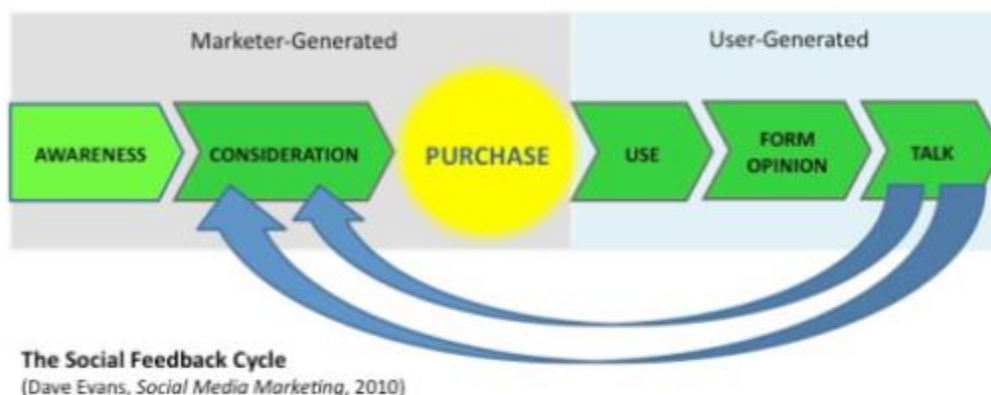 Marketer-Generated
User-Generated
AWARENESS
CONSIDERATION
PURCHASE
USE
FORM
OPINION
TALK
The Social Feedback Cycle
(Dave Evans, Social Media Marketing, 2010)